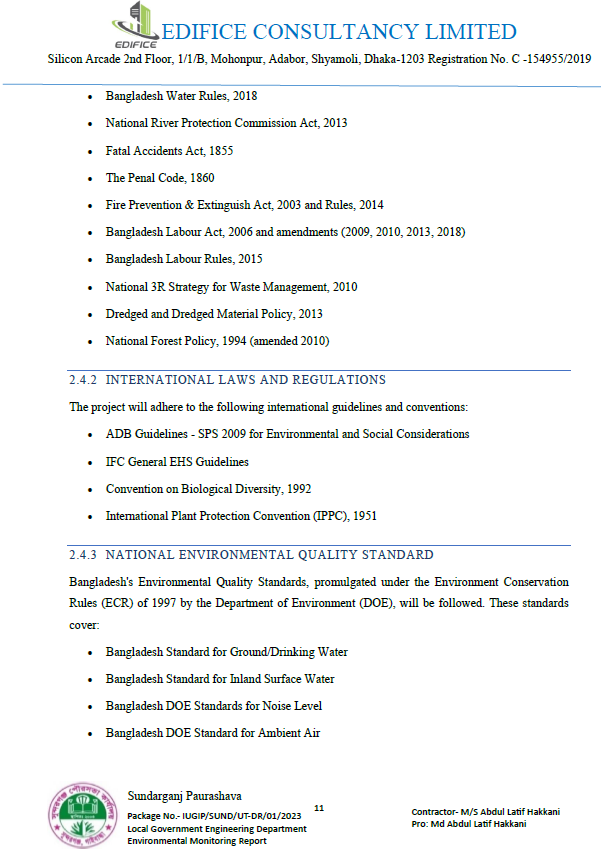 EDIFICE
EDIFICE CONSULTANCY LIMITED
Silicon Arcade 2nd Floor, 1/1/B, Mohonpur, Adabor, Shyamoli, Dhaka-1203 Registration No. C -154955/2019
• Bangladesh Water Rules, 2018
• National River Protection Commission Act, 2013
• Fatal Accidents Act, 1855
• The Penal Code, 1860
• Fire Prevention & Extinguish Act, 2003 and Rules, 2014
• Bangladesh Labour Act, 2006 and amendments (2009, 2010, 2013, 2018)
• Bangladesh Labour Rules, 2015
• National 3R Strategy for Waste Management, 2010
• Dredged and Dredged Material Policy, 2013
• National Forest Policy, 1994 (amended 2010)
2.4.2 INTERNATIONAL LAWS AND REGULATIONS
The project will adhere to the following international guidelines and conventions:
• ADB Guidelines - SPS 2009 for Environmental and Social Considerations
• IFC General EHS Guidelines
• Convention on Biological Diversity, 1992
• International Plant Protection Convention (IPPC), 1951
2.4.3 NATIONAL ENVIRONMENTAL QUALITY STANDARD
Bangladesh's Environmental Quality Standards, promulgated under the Environment Conservation
Rules (ECR) of 1997 by the Department of Environment (DOE), will be followed. These standards
cover:
• Bangladesh Standard for Ground/Drinking Water
• Bangladesh Standard for Inland Surface Water
• Bangladesh DOE Standards for Noise Level
• Bangladesh DOE Standard for Ambient Air
Sundarganj Paurashava
Package No.- IUGIP/SUND/UT-DR/01/2023
Local Government Engineering Department
Environmental Monitoring Report
11
Contractor- M/S Abdul Latif Hakkani
Pro: Md Abdul Latif Hakkani